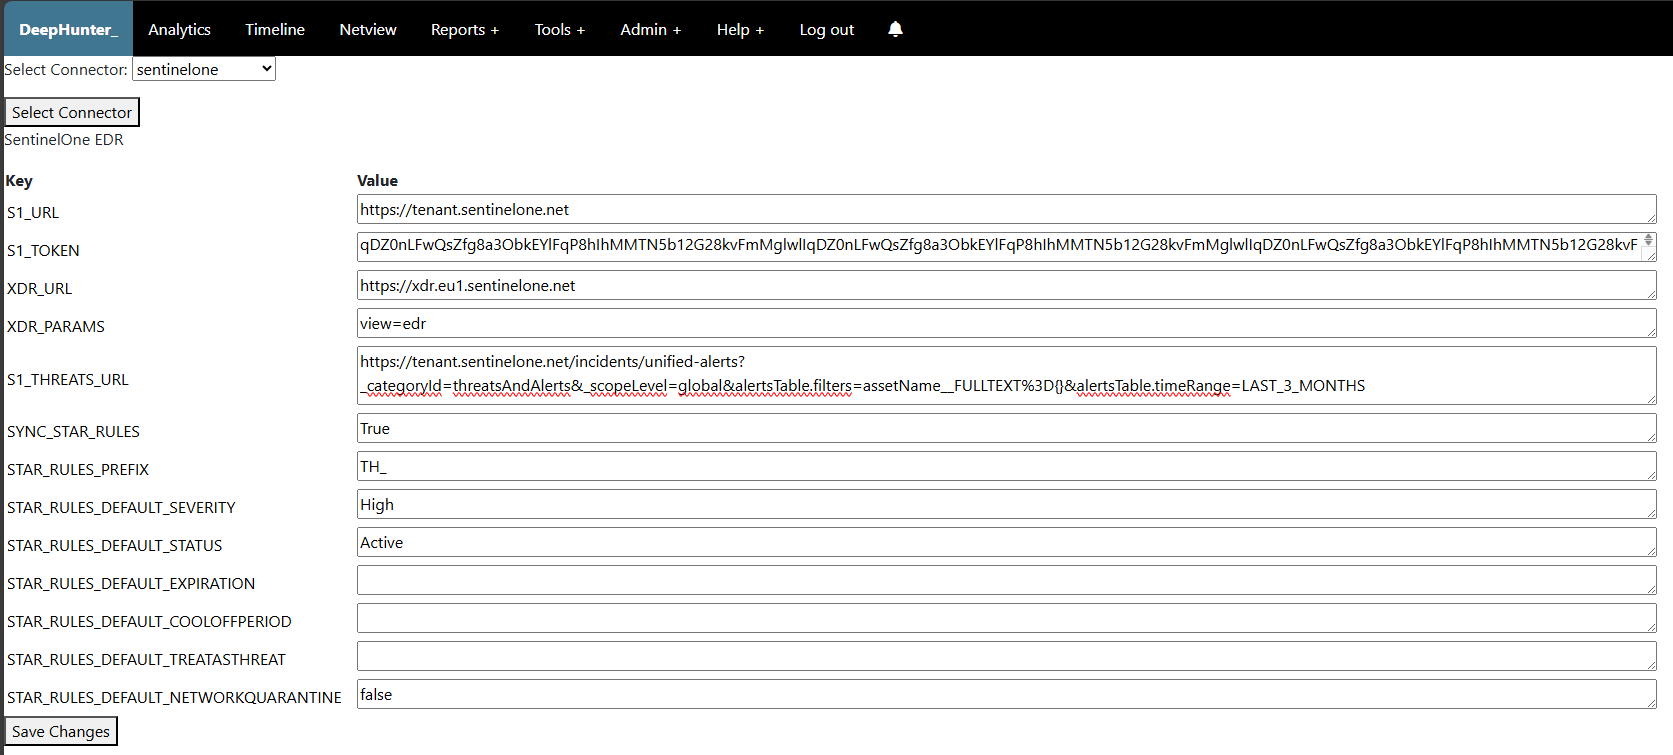 DeepHunter_ Analytics Timeline Netview Reports + Tools + Admin + Help + Log out
Select Connector: sentinelone
Select Connector
SentinelOne EDR
Key Value
S1_URL https://tenant.sentinelone.net
S1_TOKEN qDZ0nLFwQsZfg8a3ObkEYlFqP8hIhMMTN5b12G28kvFmMglwlIqDZ0nLFwQsZfg8a3ObkEYlFqP8hIhMMTN5b12G28kvFmMglwlIqDZ0nLFwQsZfg8a3ObkEYlFqP8hIhMMTN5b12G28kvF
XDR_URL https://xdr.eu1.sentinelone.net
XDR_PARAMS view=edr
S1_THREATS_URL https://tenant.sentinelone.net/incidents/unified-alerts?
_categoryId=threatsAndAlerts&_scopeLevel=global&alertsTable.filters=assetName__FULLTEXT%3D{}&alertsTable.timeRange=LAST_3_MONTHS
SYNC_STAR_RULES True
STAR_RULES_PREFIX TH_
STAR_RULES_DEFAULT_SEVERITY High
STAR_RULES_DEFAULT_STATUS Active
STAR_RULES_DEFAULT_EXPIRATION
STAR_RULES_DEFAULT_COOLOFFPERIOD
STAR_RULES_DEFAULT_TREATASTHREAT
STAR_RULES_DEFAULT_NETWORKQUARANTINE false
Save Changes